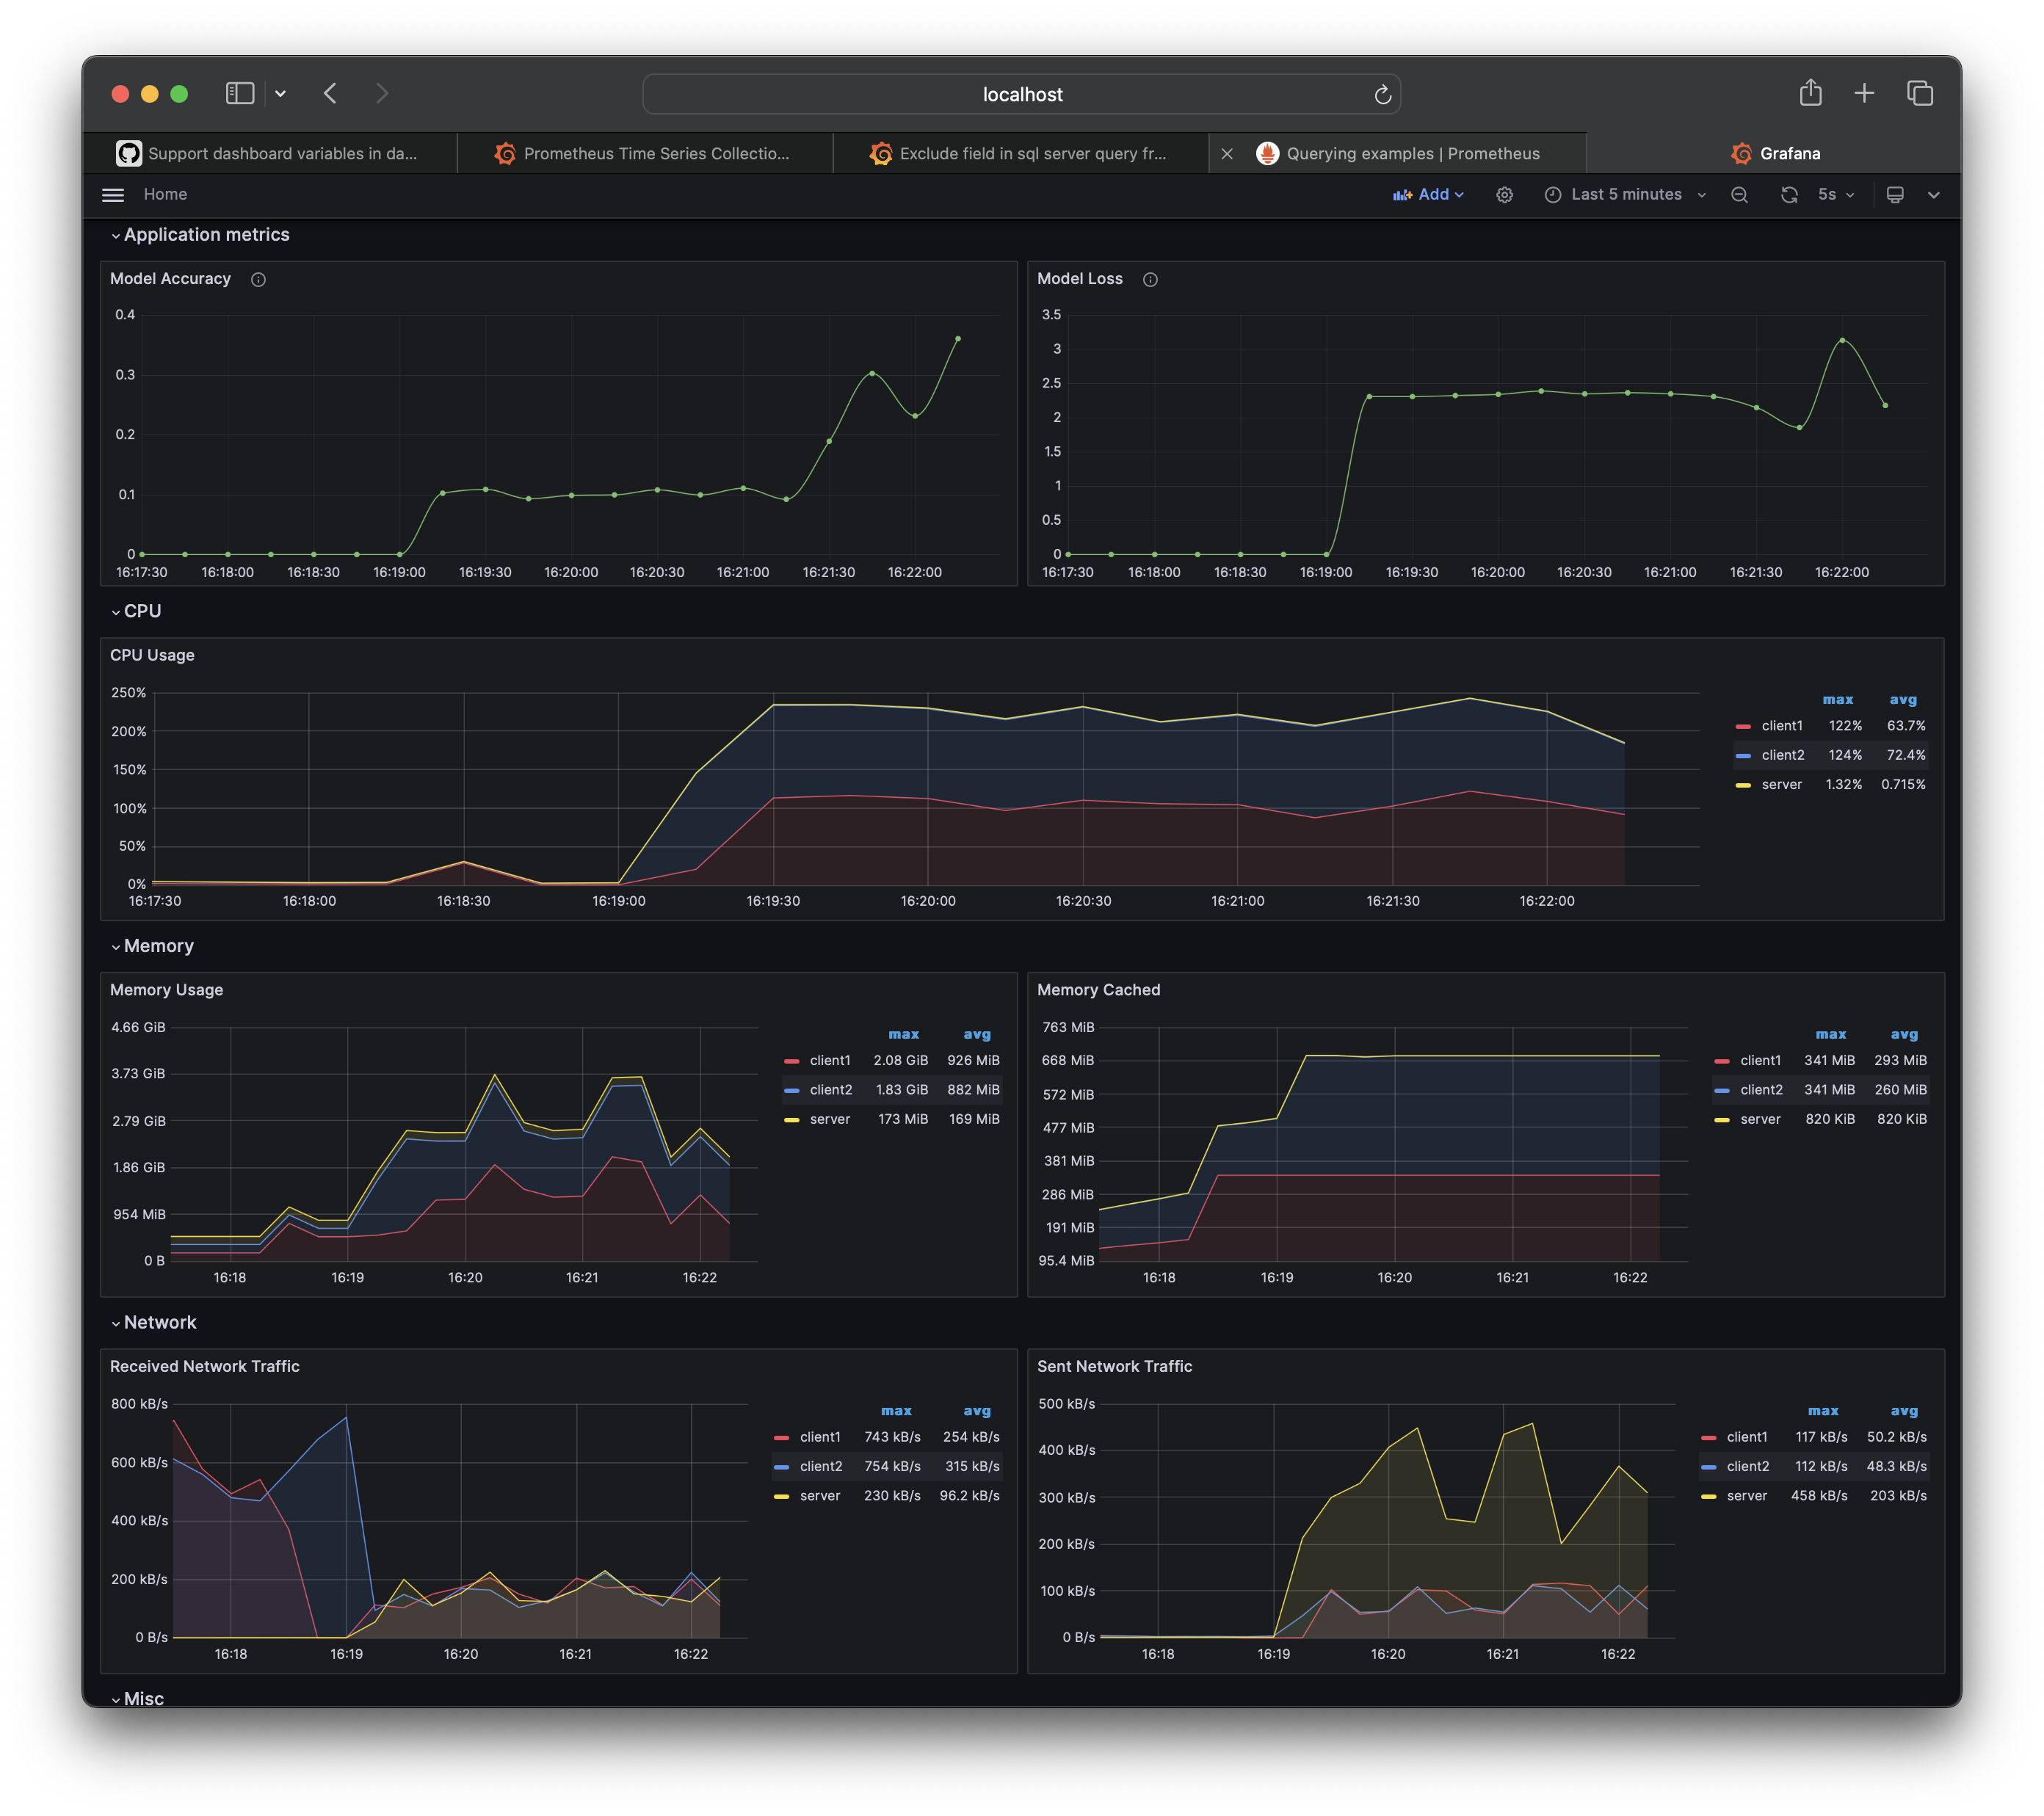 localhost
Support dashboard variables in da...
Prometheus Time Series Collectio...
Exclude field in sql server query fr...
Querying examples | Prometheus
Grafana
Home
Add
Last 5 minutes
5s
Application metrics
Model Accuracy
0.4
0.3
0.2
0.1
0
16:17:30 16:18:00 16:18:30 16:19:00 16:19:30 16:20:00 16:20:30 16:21:00 16:21:30 16:22:00
Model Loss
3.5
3
2.5
2
1.5
1
0.5
0
16:17:30 16:18:00 16:18:30 16:19:00 16:19:30 16:20:00 16:20:30 16:21:00 16:21:30 16:22:00
CPU
CPU Usage
250%
200%
150%
100%
50%
0%
16:17:30 16:18:00 16:18:30 16:19:00 16:19:30 16:20:00 16:20:30 16:21:00 16:21:30 16:22:00
max avg
client1 122% 63.7%
client2 124% 72.4%
server 1.32% 0.715%
Memory
Memory Usage
4.66 GiB
3.73 GiB
2.79 GiB
1.86 GiB
954 MiB
0 B
16:18 16:19 16:20 16:21 16:22
max avg
client1 2.08 GiB 926 MiB
client2 1.83 GiB 882 MiB
server 173 MiB 169 MiB
Memory Cached
763 MiB
668 MiB
572 MiB
477 MiB
381 MiB
286 MiB
191 MiB
95.4 MiB
16:18 16:19 16:20 16:21 16:22
max avg
client1 341 MiB 293 MiB
client2 341 MiB 260 MiB
server 820 KiB 820 KiB
Network
Received Network Traffic
800 kB/s
600 kB/s
400 kB/s
200 kB/s
0 B/s
16:18 16:19 16:20 16:21 16:22
max avg
client1 743 kB/s 254 kB/s
client2 754 kB/s 315 kB/s
server 230 kB/s 96.2 kB/s
Sent Network Traffic
500 kB/s
400 kB/s
300 kB/s
200 kB/s
100 kB/s
0 B/s
16:18 16:19 16:20 16:21 16:22
max avg
client1 117 kB/s 50.2 kB/s
client2 112 kB/s 48.3 kB/s
server 458 kB/s 203 kB/s
Misc